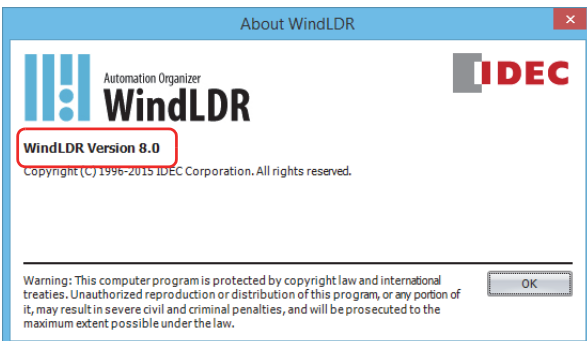 About WindLDR
×
IDEC
Automation Organizer
WindLDR
WindLDR Version 8.0
Copyright (C) 1996-2015 IDEC Corporation. All rights reserved.
Warning: This computer program is protected by copyright law and international
treaties. Unauthorized reproduction or distribution of this program, or any portion of
it, may result in severe civil and criminal penalties, and will be prosecuted to the
maximum extent possible under the law.
OK